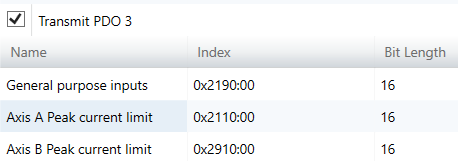 Transmit PDO 3
Name Index Bit Length
General purpose inputs 0x2190:00 16
Axis A Peak current limit 0x2110:00 16
Axis B Peak current limit 0x2910:00 16